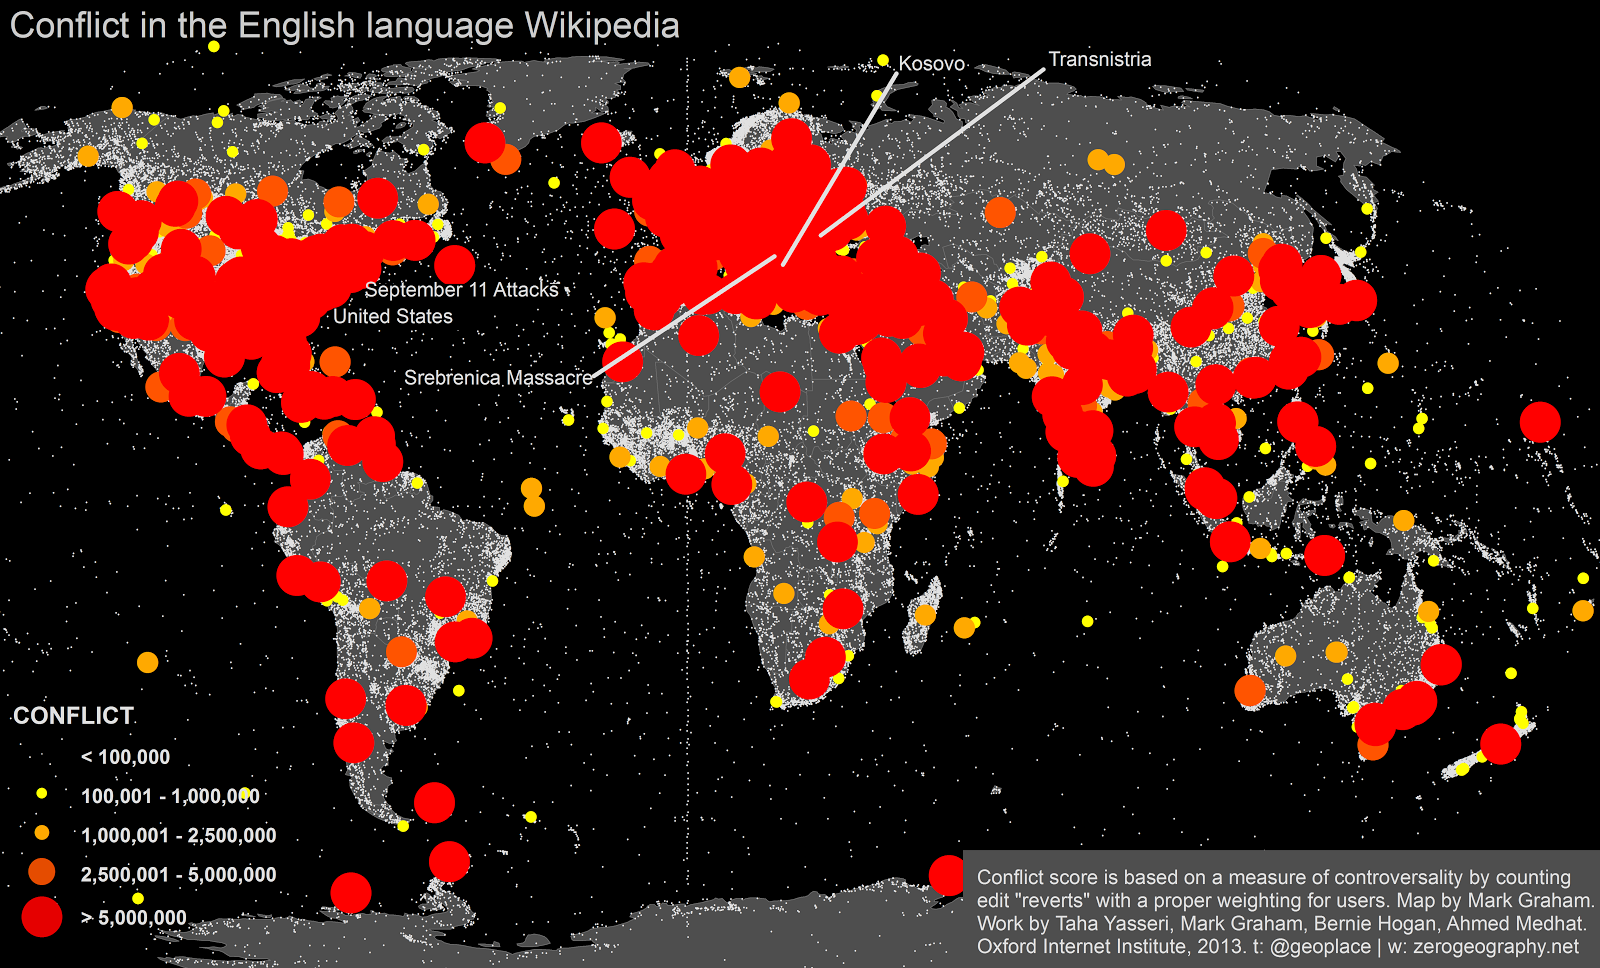 Conflict in the English language Wikipedia
Kosovo
Transnistria
September 11 Attacks
United States
Srebrenica Massacre
CONFLICT
< 100,000
100,001 - 1,000,000
1,000,001 - 2,500,000
2,500,001 - 5,000,000
> 5,000,000
Conflict score is based on a measure of controversality by counting
edit "reverts" with a proper weighting for users. Map by Mark Graham.
Work by Taha Yasseri, Mark Graham, Bernie Hogan, Ahmed Medhat.
Oxford Internet Institute, 2013. t: @geoplace | w: zerogeography.net